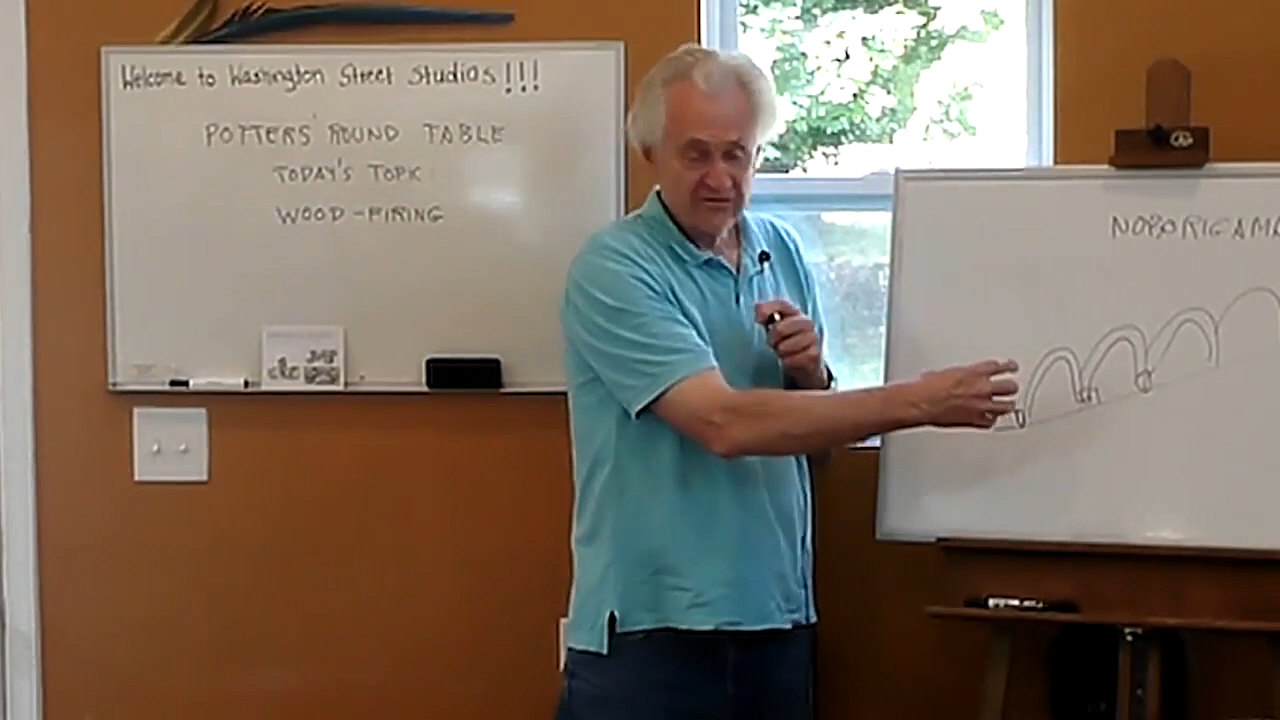 Welcome to Washington Street Studios!!!
POTTERS' ROUND TABLE
TODAY'S TOPIC
WOOD-FIRING
NOBORIGAMA